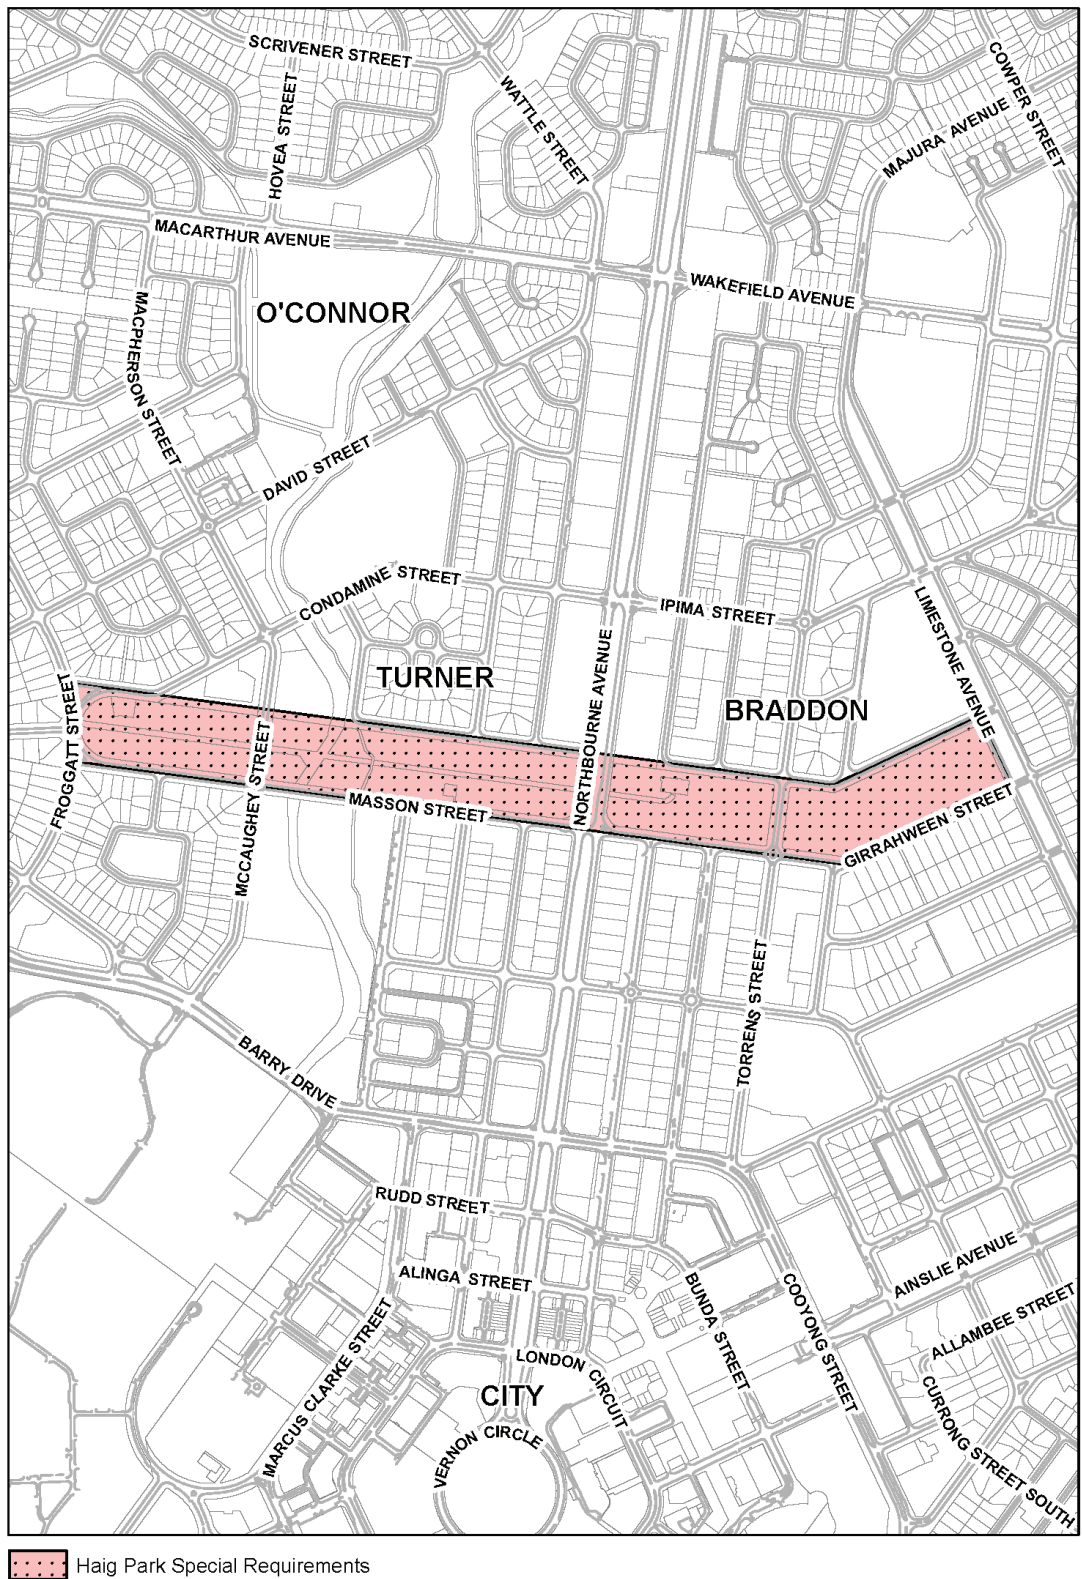 SCRIVENER STREET
COWPER STREET
HOVEA STREET
WATTLE STREET
MAJURA AVENUE
MACARTHUR AVENUE
WAKEFIELD AVENUE
O'CONNOR
MACPHERSON STREET
DAVID STREET
CONDAMINE STREET
IPIMA STREET
LIMESTONE AVENUE
TURNER
NORTHBOURNE AVENUE
BRADDON
FROGGATT STREET
MCCAUGHEY STREET
MASSON STREET
GIRRAHWEEN STREET
TORRENS STREET
BARRY DRIVE
RUDD STREET
ALINGA STREET
BUNDA STREET
COOYONG STREET
AINSLIE AVENUE
ALLAMBEE STREET
MARCUS CLARKE STREET
LONDON CIRCUIT
CITY
CURRONG STREET SOUTH
VERNON CIRCLE
Haig Park Special Requirements